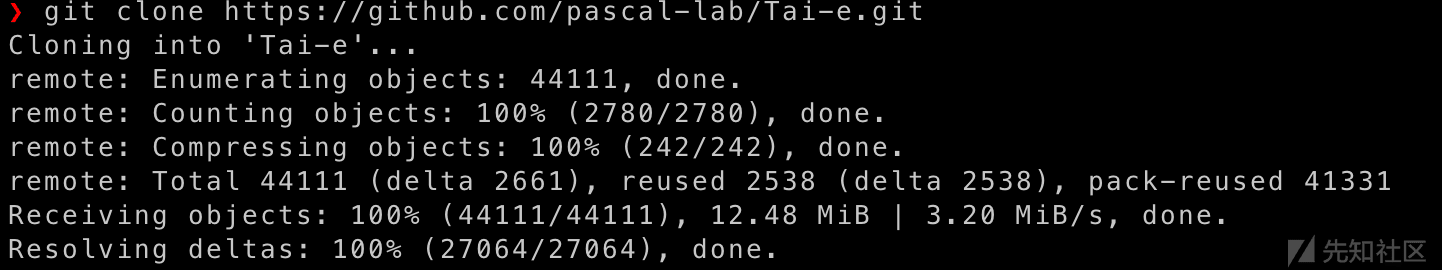 ❯ git clone https://github.com/pascal-lab/Tai-e.git
Cloning into 'Tai-e'...
remote: Enumerating objects: 44111, done.
remote: Counting objects: 100% (2780/2780), done.
remote: Compressing objects: 100% (242/242), done.
remote: Total 44111 (delta 2661), reused 2538 (delta 2538), pack-reused 41331
Receiving objects: 100% (44111/44111), 12.48 MiB | 3.20 MiB/s, done.
Resolving deltas: 100% (27064/27064), done.
先知社区